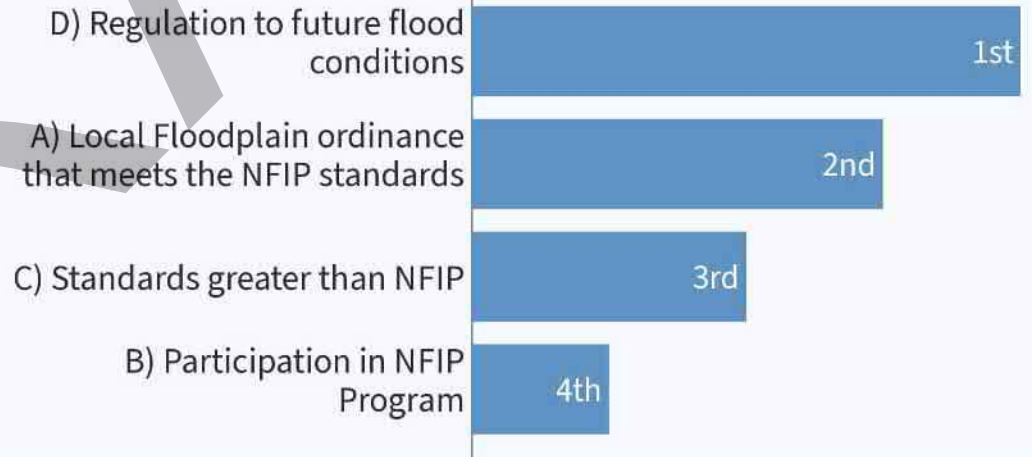 D) Regulation to future flood
conditions
1st
A) Local Floodplain ordinance
that meets the NFIP standards
2nd
C) Standards greater than NFIP
3rd
B) Participation in NFIP
Program
4th